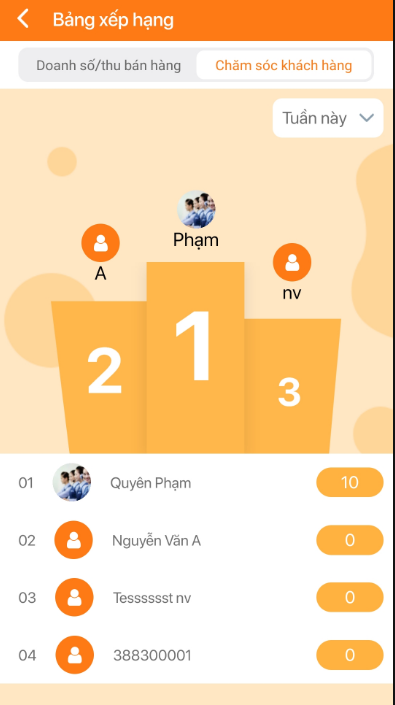 Bảng xếp hạng
Doanh số/thu bán hàng
Chăm sóc khách hàng
Tuần này
Phạm
A
nv
1
2
3
01 Quyên Phạm 10
02 Nguyễn Văn A 0
03 Tesssssst nv 0
04 388300001 0